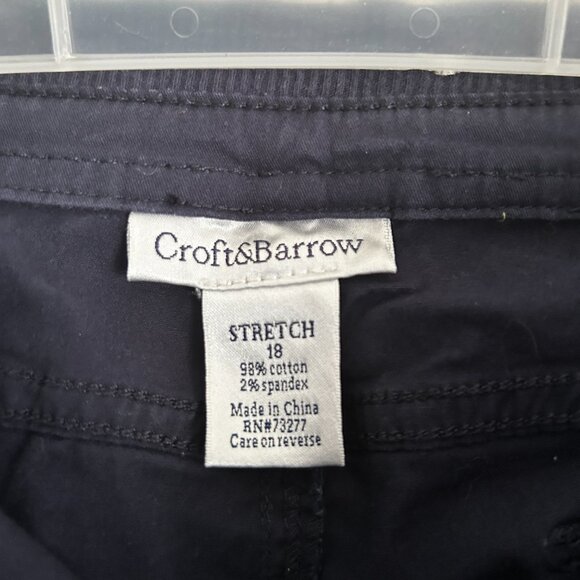 Croft&Barrow
STRETCH
18
98% cotton
2% spandex
Made in China
RN#73277
Care on reverse